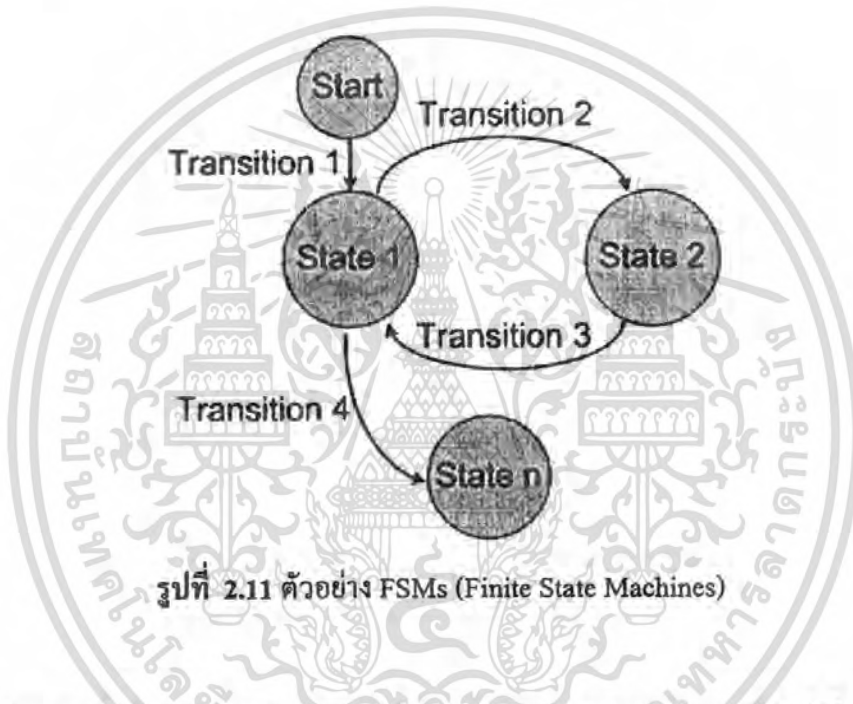 Start
Transition 1
Transition 2
State 1
State 2
Transition 3
Transition 4
State n
รูปที่ 2.11 ตัวอย่าง FSMs (Finite State Machines)